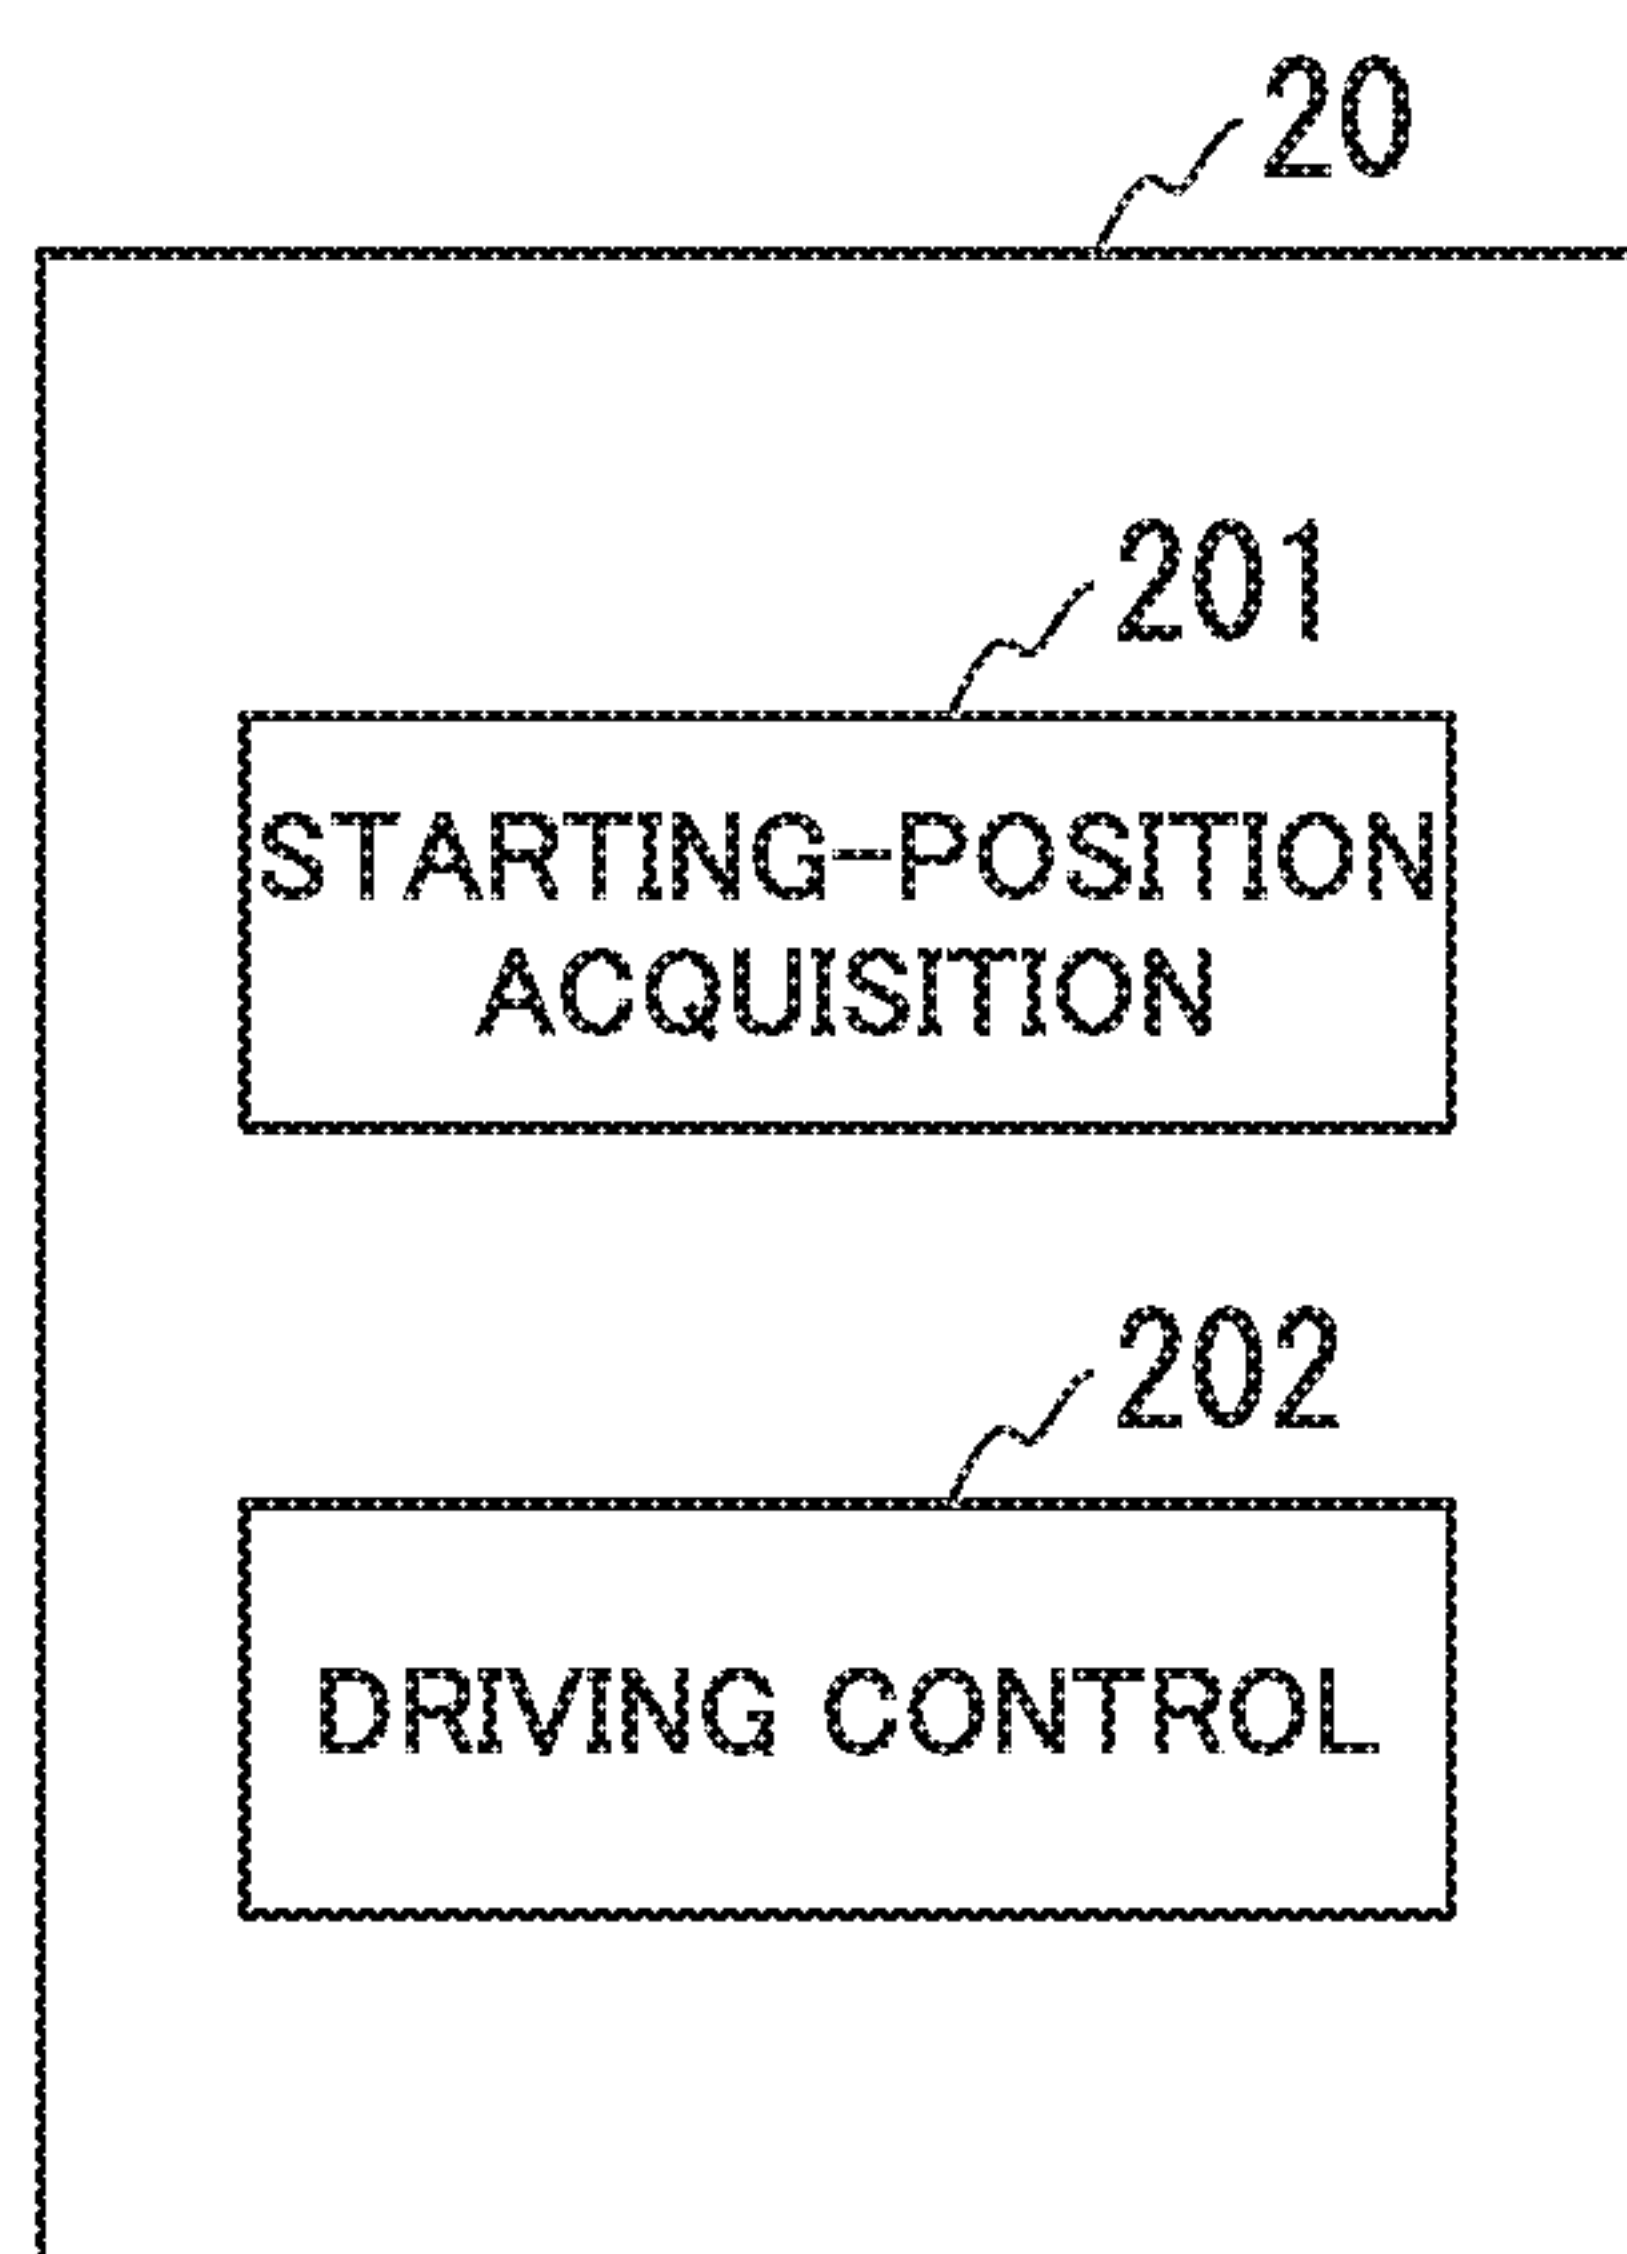 20
201
STARTING-POSITION
ACQUISITION
202
DRIVING CONTROL